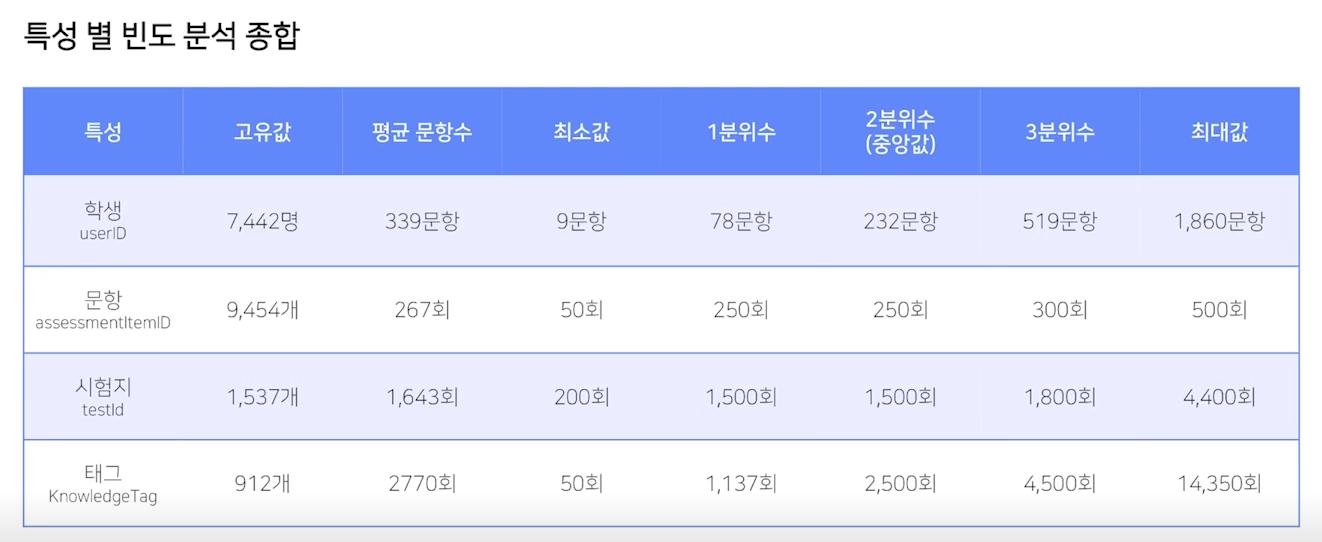 특성 별 빈도 분석 종합
특성 고유값 평균 문항수 최소값 1분위수 2분위수 (중앙값) 3분위수 최대값
학생 userID 7,442명 339문항 9문항 78문항 232문항 519문항 1,860문항
문항 assessmentItemID 9,454개 267회 50회 250회 250회 300회 500회
시험지 testId 1,537개 1,643회 200회 1,500회 1,500회 1,800회 4,400회
태그 KnowledgeTag 912개 2770회 50회 1,137회 2,500회 4,500회 14,350회